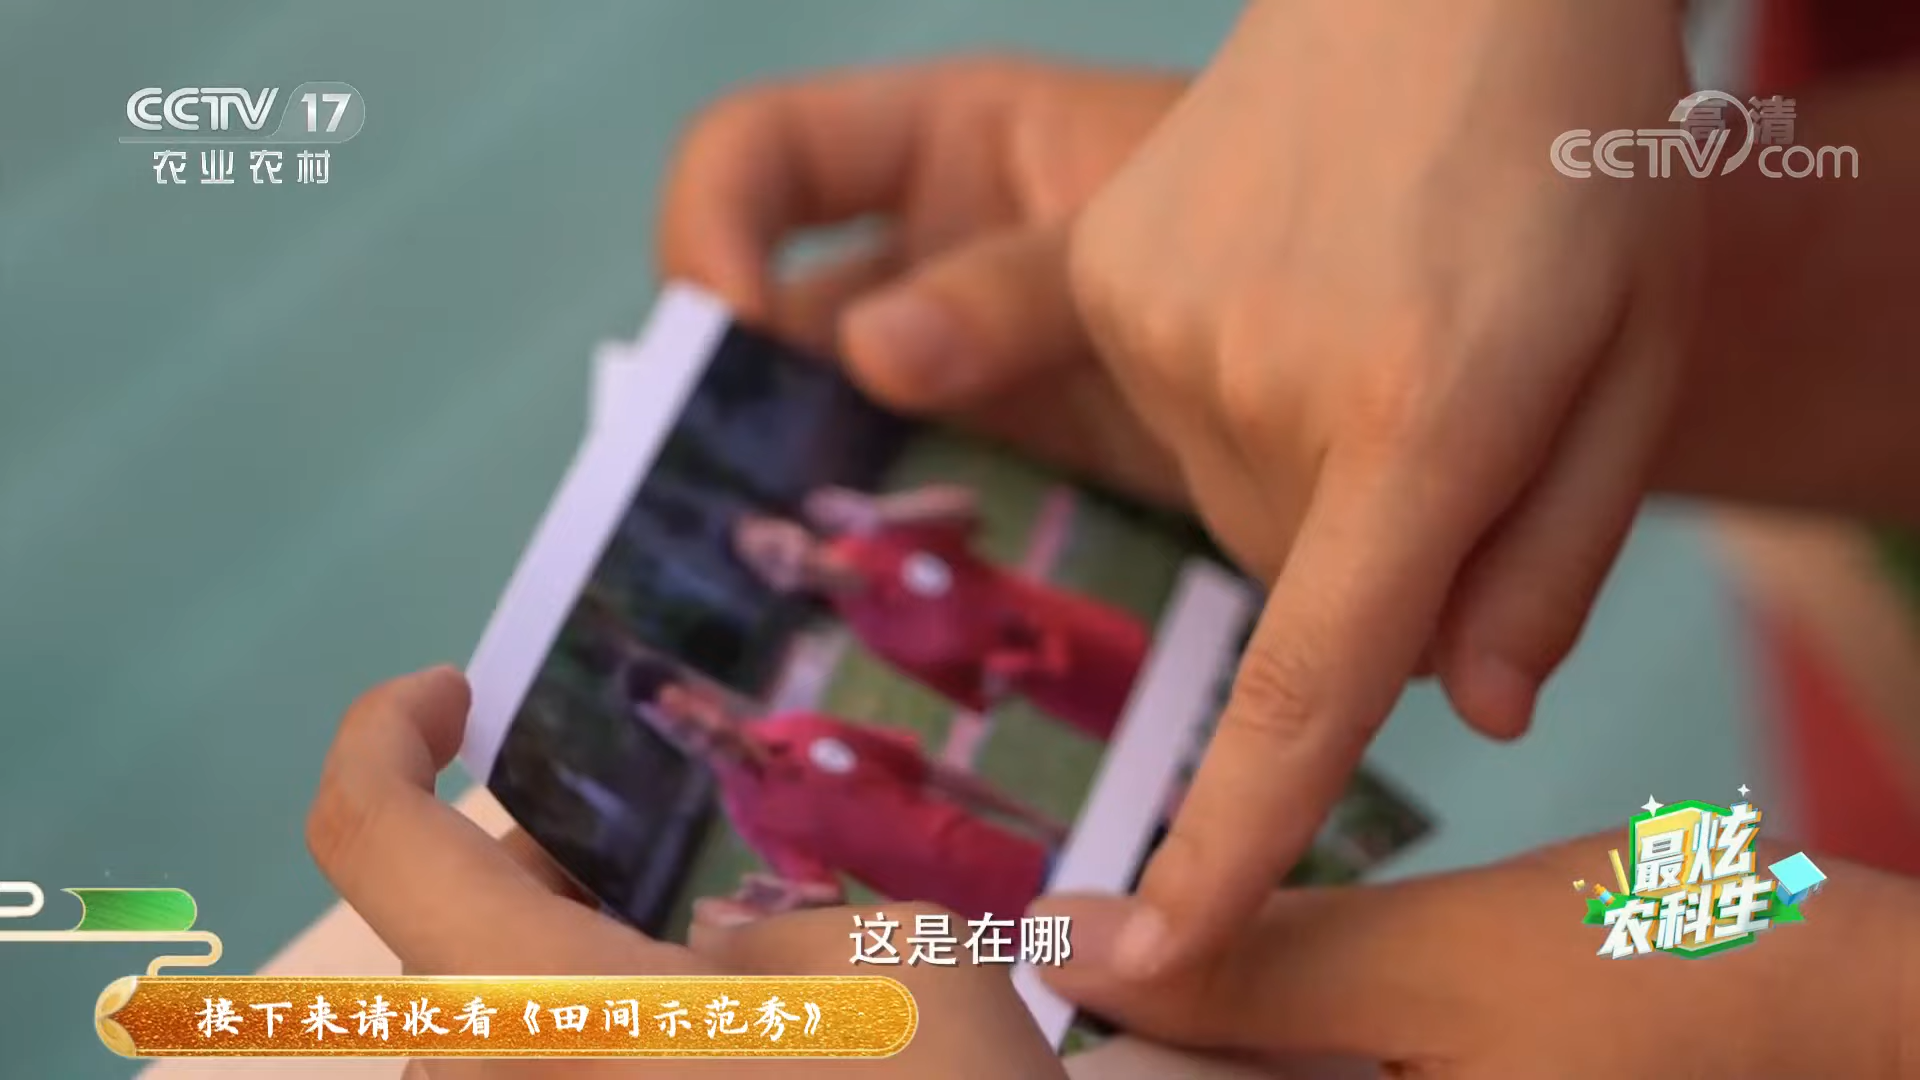 CCTV 17
农业农村
高清
CCTV com
最炫
农科生
这是在哪
接下来请收看《田间示范秀》